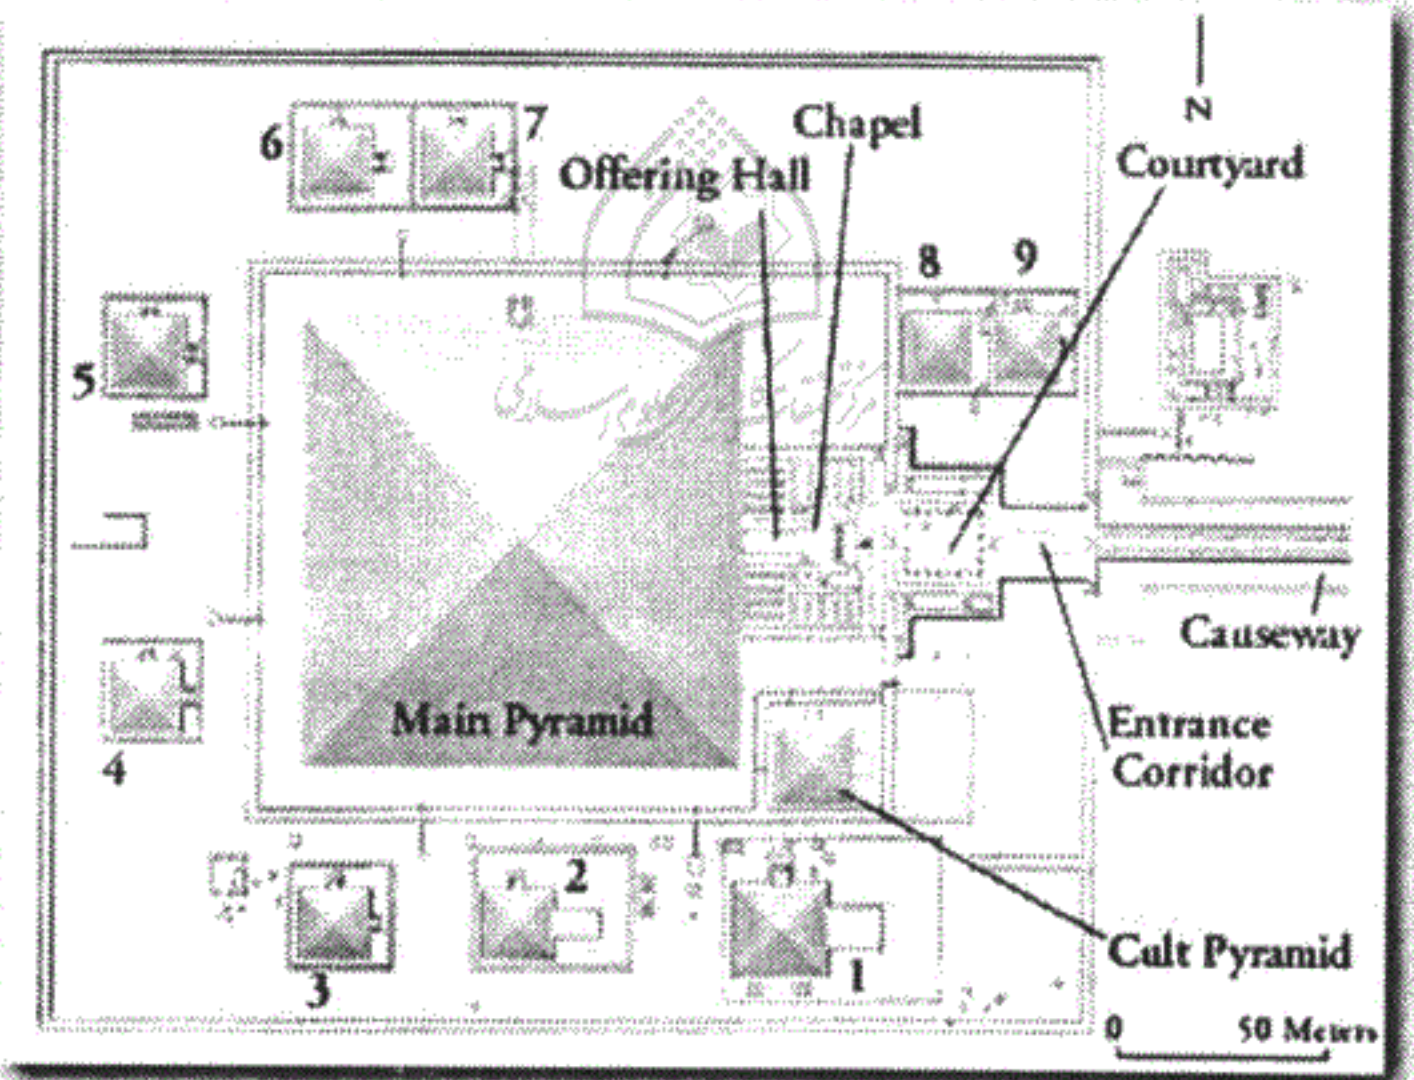 N
6
7
Chapel
Offering Hall
Courtyard
8
9
5
Causeway
Main Pyramid
4
Entrance
Corridor
2
3
1
Cult Pyramid
0 50 Meters